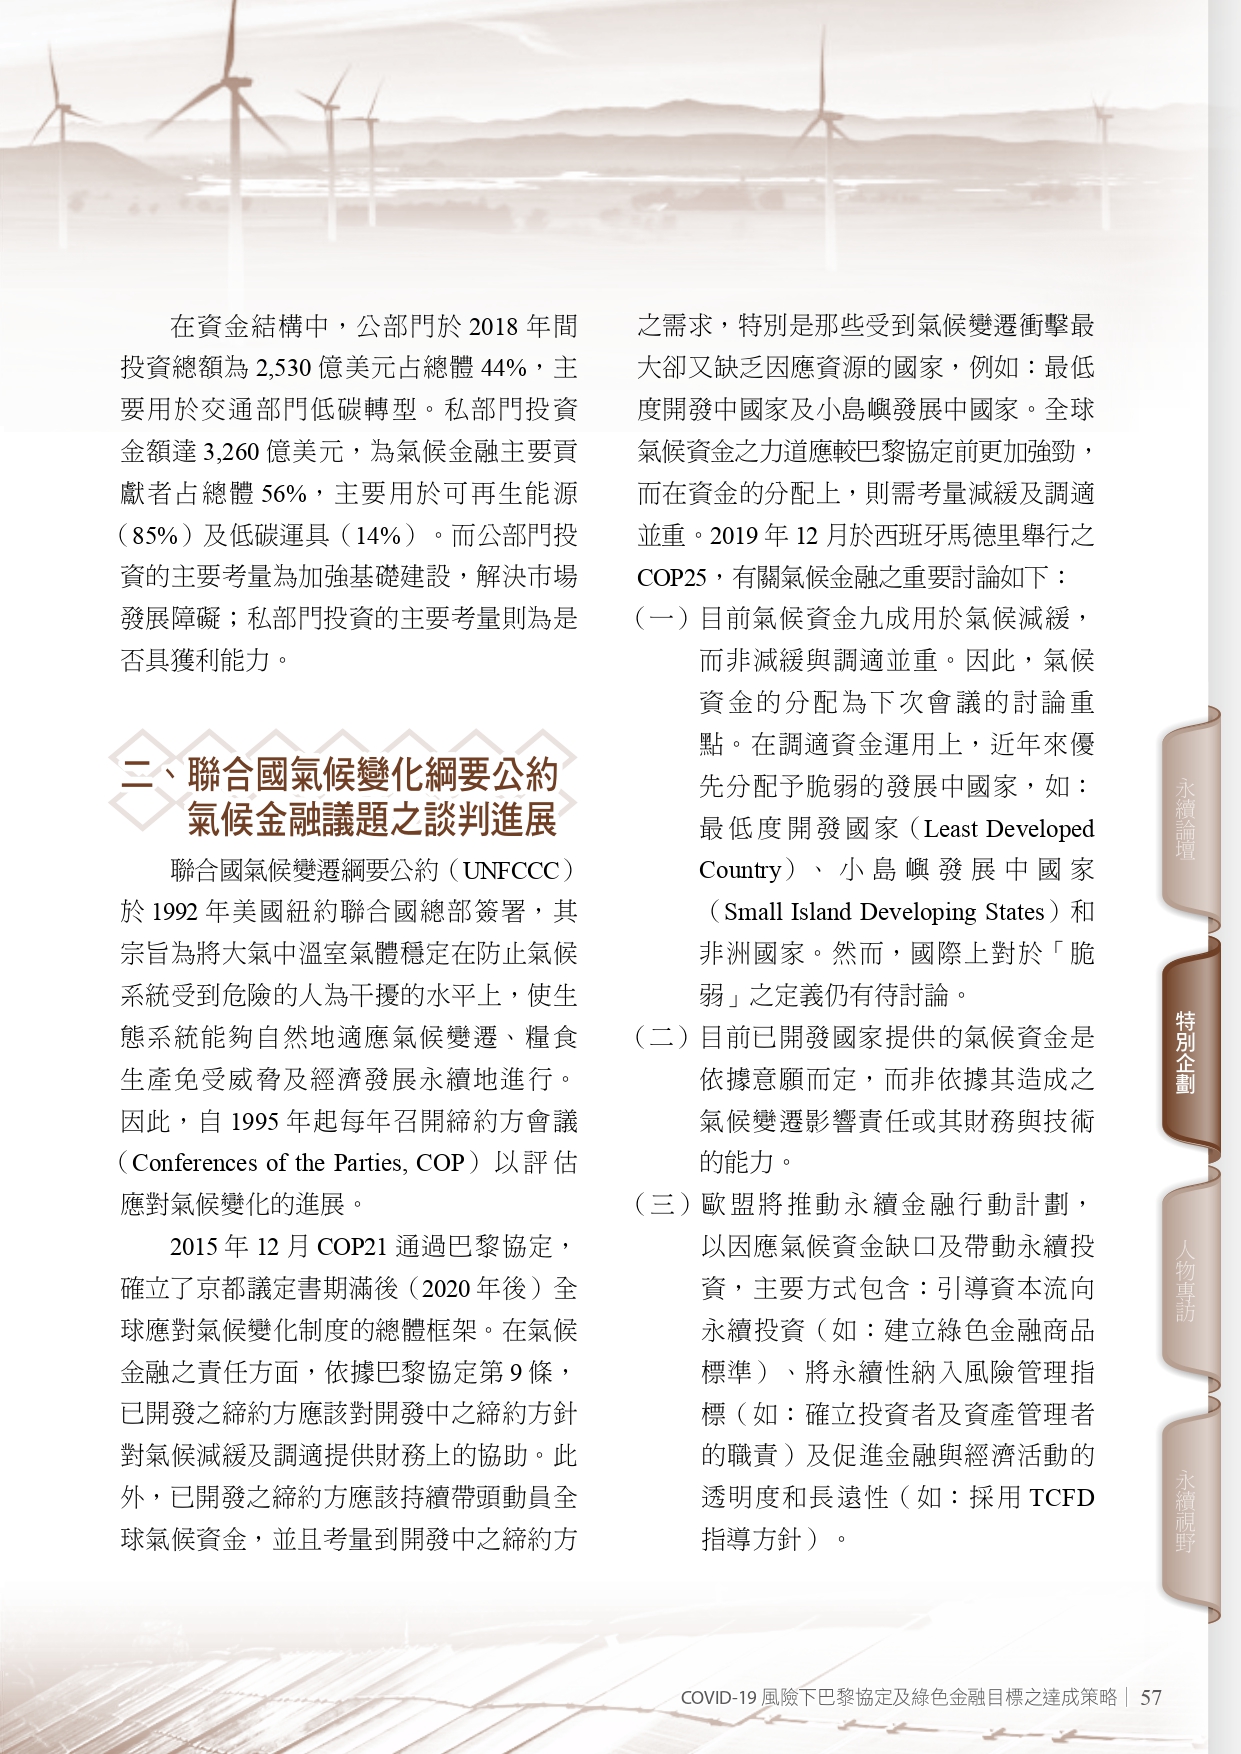 在資金結構中，公部門於 2018 年間
投資總額為 2,530 億美元占總體 44%，主
要用於交通部門低碳轉型。私部門投資
金額達 3,260 億美元，為氣候金融主要貢
獻者占總體 56%，主要用於可再生能源
（85%）及低碳運具（14%）。而公部門投
資的主要考量為加強基礎建設，解決市場
發展障礙；私部門投資的主要考量則為是
否具獲利能力。
二、聯合國氣候變化綱要公約
氣候金融議題之談判進展
聯合國氣候變遷綱要公約（UNFCCC）
於 1992 年美國紐約聯合國總部簽署，其
宗旨為將大氣中溫室氣體穩定在防止氣候
系統受到危險的人為干擾的水平上，使生
態系統能夠自然地適應氣候變遷、糧食
生產免受威脅及經濟發展永續地進行。
因此，自 1995 年起每年召開締約方會議
（Conferences of the Parties, COP）以評估
應對氣候變化的進展。
2015 年 12 月 COP21 通過巴黎協定，
確立了京都議定書期滿後（2020 年後）全
球應對氣候變化制度的總體框架。在氣候
金融之責任方面，依據巴黎協定第 9 條，
已開發之締約方應該對開發中之締約方針
對氣候減緩及調適提供財務上的協助。此
外，已開發之締約方應該持續帶頭動員全
球氣候資金，並且考量到開發中之締約方
之需求，特別是那些受到氣候變遷衝擊最
大卻又缺乏因應資源的國家，例如：最低
度開發中國家及小島嶼發展中國家。全球
氣候資金之力道應較巴黎協定前更加強勁，
而在資金的分配上，則需考量減緩及調適
並重。2019 年 12 月於西班牙馬德里舉行之
COP25，有關氣候金融之重要討論如下：
（一）目前氣候資金九成用於氣候減緩，
而非減緩與調適並重。因此，氣候
資金的分配為下次會議的討論重
點。在調適資金運用上，近年來優
先分配予脆弱的發展中國家，如：
最低度開發國家（Least Developed
Country）、小島嶼發展中國家
（Small Island Developing States）和
非洲國家。然而，國際上對於「脆
弱」之定義仍有待討論。
（二）目前已開發國家提供的氣候資金是
依據意願而定，而非依據其造成之
氣候變遷影響責任或其財務與技術
的能力。
（三）歐盟將推動永續金融行動計劃，
以因應氣候資金缺口及帶動永續投
資，主要方式包含：引導資本流向
永續投資（如：建立綠色金融商品
標準）、將永續性納入風險管理指
標（如：確立投資者及資產管理者
的職責）及促進金融與經濟活動的
透明度和長遠性（如：採用 TCFD
指導方針）。
永續論壇
特別企劃
人物專訪
永續視野
COVID-19 風險下巴黎協定及綠色金融目標之達成策略｜ 57